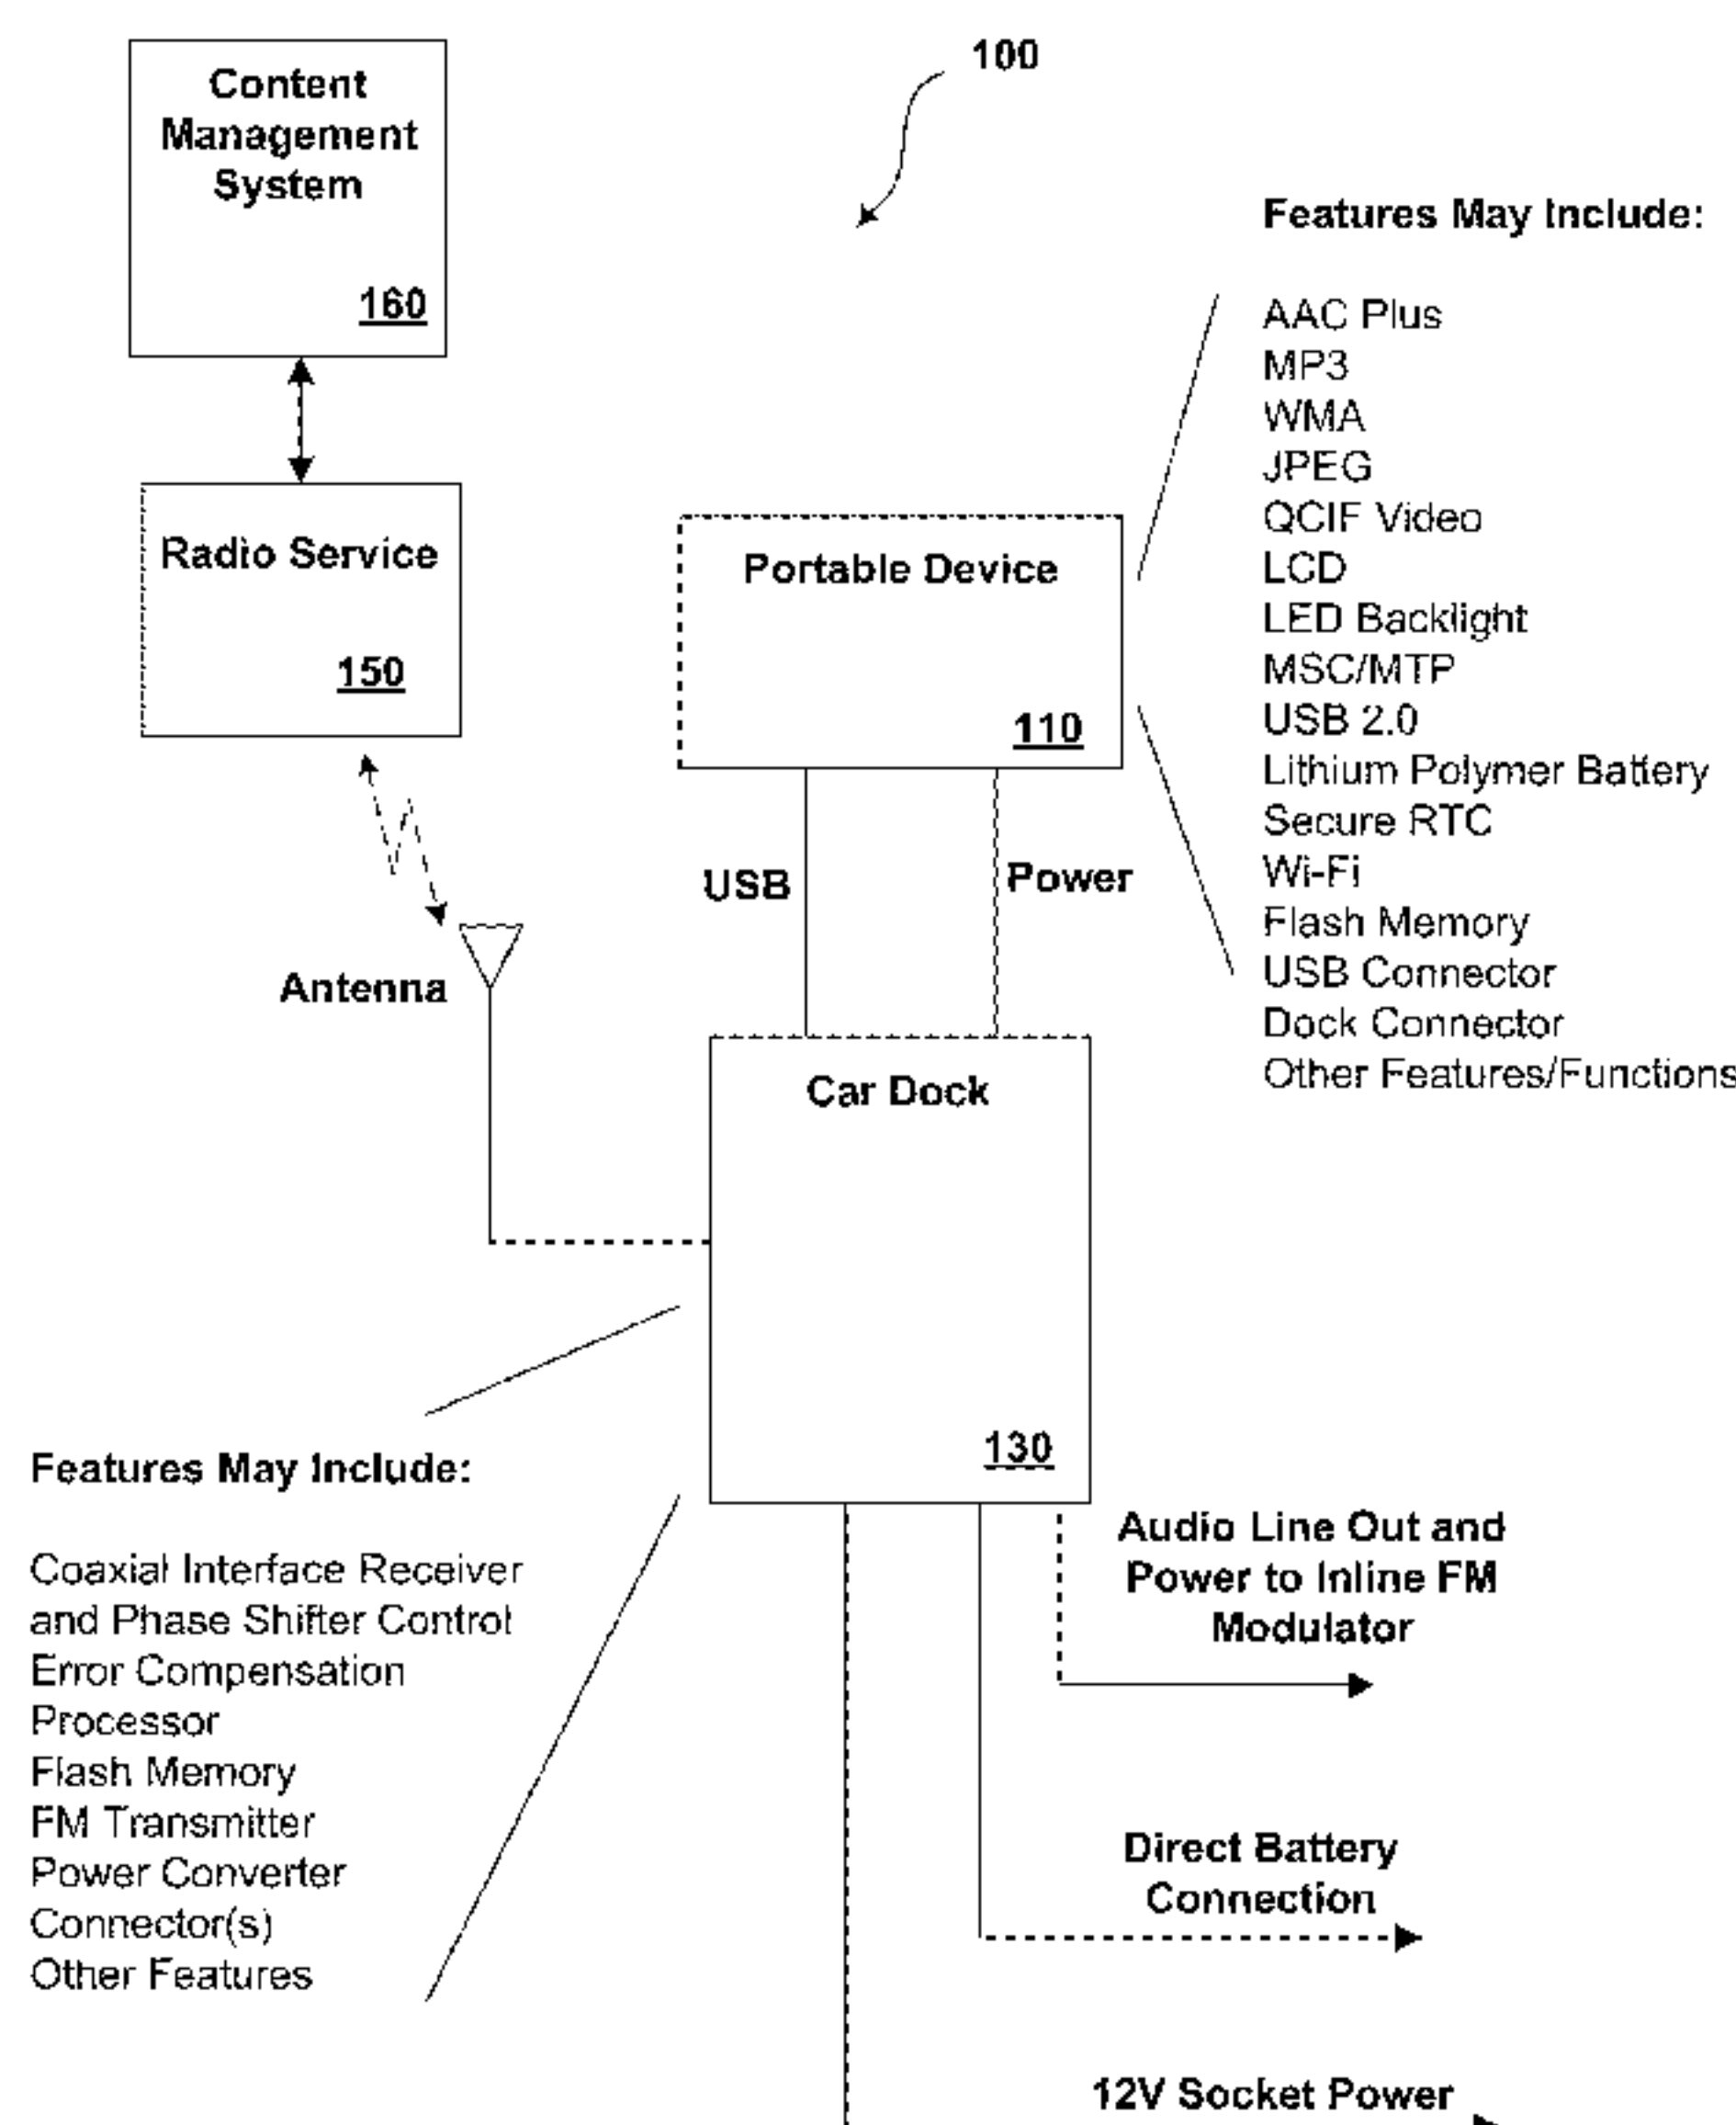 100
Content
Management
System
160
Radio Service
150
Antenna
Portable Device
110
USB
Power
Features May Include:
AAC Plus
MP3
WMA
JPEG
QCIF Video
LCD
LED Backlight
MSC/MTP
USB 2.0
Lithium Polymer Battery
Secure RTC
Wi-Fi
Flash Memory
USB Connector
Dock Connector
Other Features/Functions
Car Dock
130
Features May Include:
Coaxial Interface Receiver
and Phase Shifter Control
Error Compensation
Processor
Flash Memory
FM Transmitter
Power Converter
Connector(s)
Other Features
Audio Line Out and
Power to Inline FM
Modulator
Direct Battery
Connection
12V Socket Power